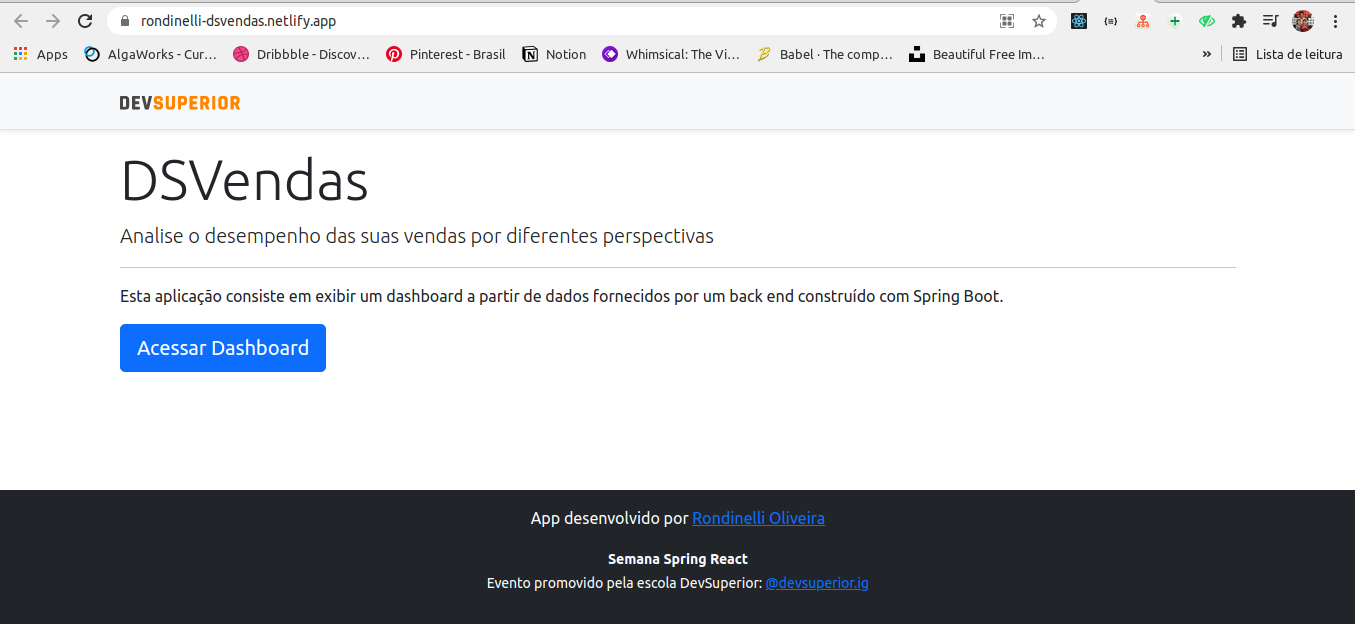 rondinelli-dsvendas.netlify.app
Apps AlgaWorks - Cur... Dribbble - Discov... Pinterest - Brasil Notion Whimsical: The Vi... Babel · The comp... Beautiful Free Im... » Lista de leitura
DEVSUPERIOR
DSVendas
Analise o desempenho das suas vendas por diferentes perspectivas
Esta aplicação consiste em exibir um dashboard a partir de dados fornecidos por um back end construído com Spring Boot.
Acessar Dashboard
App desenvolvido por Rondinelli Oliveira
Semana Spring React
Evento promovido pela escola DevSuperior: @devsuperior.ig